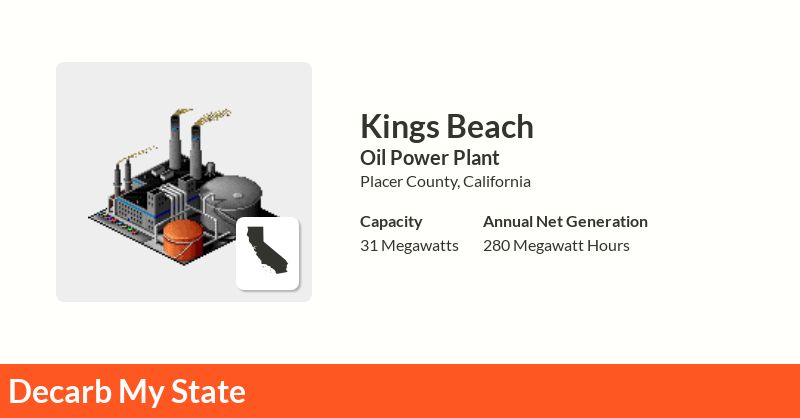 Kings Beach
Oil Power Plant
Placer County, California
Capacity
Annual Net Generation
31 Megawatts
280 Megawatt Hours
Decarb My State